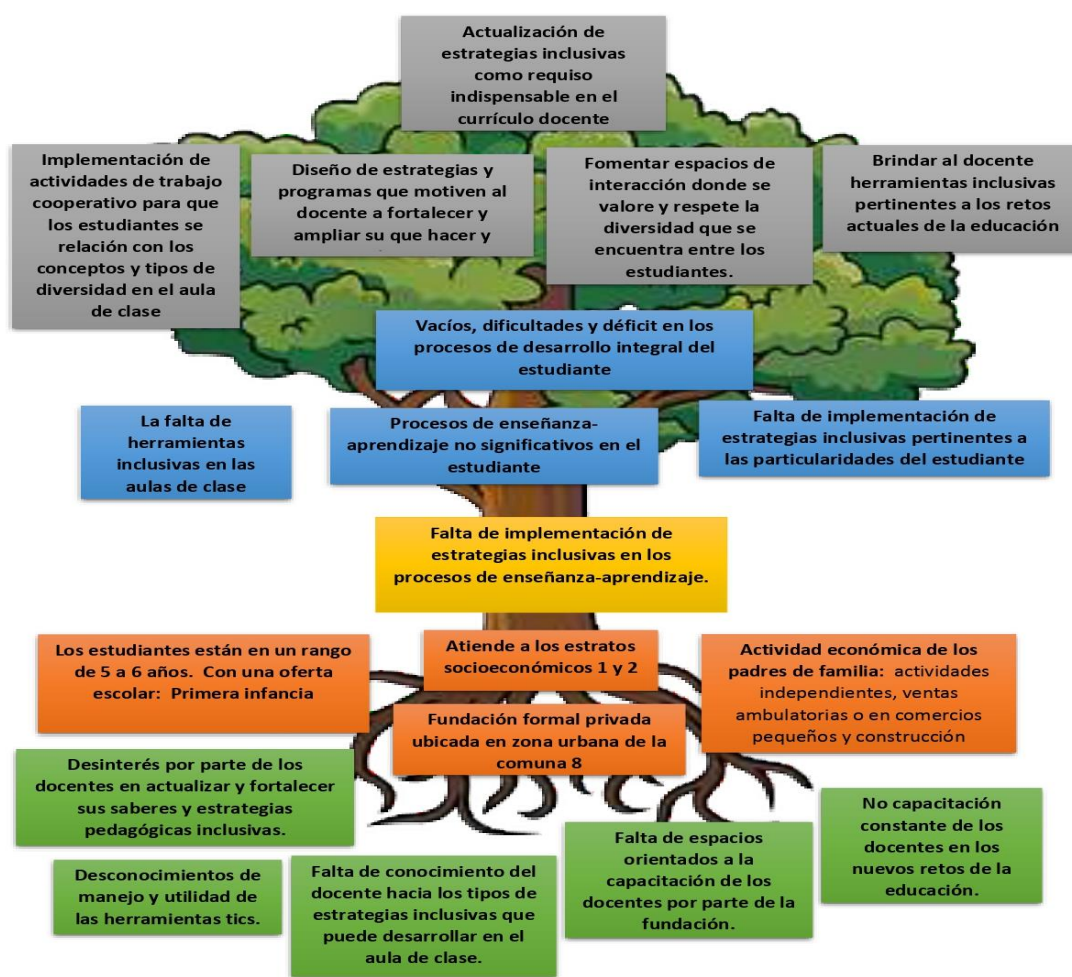 Actualización de
estrategias inclusivas
como requiso
indispensable en el
currículo docente
Implementación de
actividades de trabajo
cooperativo para que
los estudiantes se
relación con los
conceptos y tipos de
diversidad en el aula
de clase
Diseño de estrategias y
programas que motiven al
docente a fortalecer y
ampliar su que hacer y
Fomentar espacios de
interacción donde se
valore y respete la
diversidad que se
encuentra entre los
estudiantes.
Brindar al docente
herramientas inclusivas
pertinentes a los retos
actuales de la educación
Vacíos, dificultades y déficit en los
procesos de desarrollo integral del
estudiante
La falta de
herramientas
inclusivas en las
aulas de clase
Procesos de enseñanza-
aprendizaje no significativos en el
estudiante
Falta de implementación de
estrategias inclusivas pertinentes a
las particularidades del estudiante
Falta de implementación de
estrategias inclusivas en los
procesos de enseñanza-aprendizaje.
Los estudiantes están en un rango
de 5 a 6 años. Con una oferta
escolar: Primera infancia
Atiende a los estratos
socioeconómicos 1 y 2
Actividad económica de los
padres de familia: actividades
independientes, ventas
ambulatorias o en comercios
pequeños y construcción
Fundación formal privada
ubicada en zona urbana de la
comuna 8
Desinterés por parte de los
docentes en actualizar y fortalecer
sus saberes y estrategias
pedagógicas inclusivas.
Desconocimientos de
manejo y utilidad de
las herramientas tics.
Falta de conocimiento del
docente hacia los tipos de
estrategias inclusivas que
puede desarrollar en el
aula de clase.
Falta de espacios
orientados a la
capacitación de los
docentes por parte de la
fundación.
No capacitación
constante de los
docentes en los
nuevos retos de la
educación.